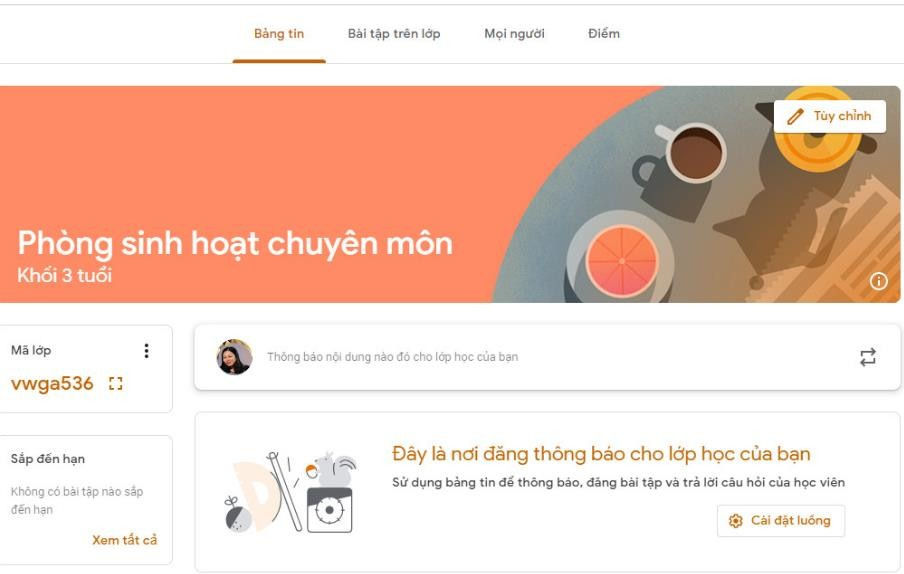 Bảng tin
Bài tập trên lớp
Mọi người
Điểm
Tùy chỉnh
Phòng sinh hoạt chuyên môn
Khối 3 tuổi
Mã lớp
vwga536
Thông báo nội dung nào đó cho lớp học của bạn
Sắp đến hạn
Không có bài tập nào sắp
đến hạn
Xem tất cả
Đây là nơi đăng thông báo cho lớp học của bạn
Sử dụng bảng tin để thông báo, đăng bài tập và trả lời câu hỏi của học viên
Cài đặt luồng